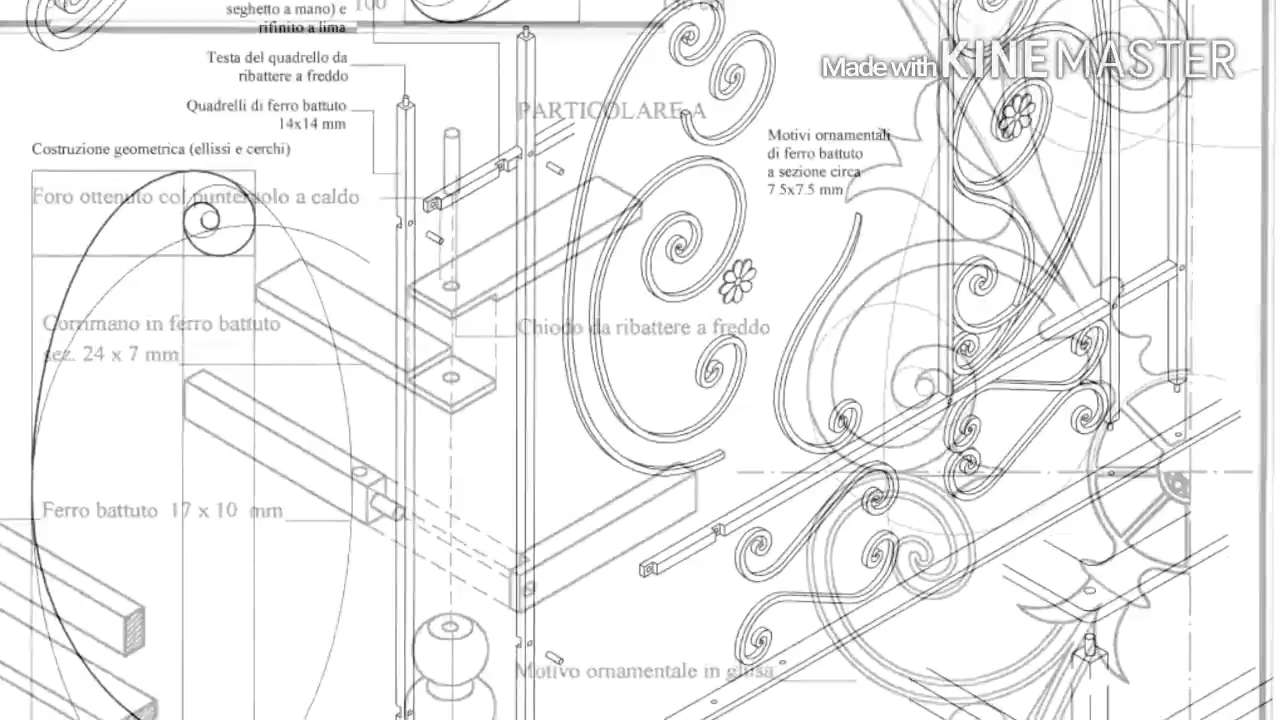 100
seghetto a mano) e
rifinito a lima
Testa del quadrello da
ribattere a freddo
Made with KINEMASTER
Quadrelli di ferro battuto
14x14 mm
PARTICOLARE A
Motivi ornamentali
di ferro battuto
a sezione circa
7.5x7.5 mm
Costruzione geometrica (ellissi e cerchi)
Foro ottenuto col punteruolo a caldo
Corrimano in ferro battuto
sez. 24 x 7 mm
Chiodo da ribattere a freddo
Ferro battuto 17 x 10 mm
Motivo ornamentale in ghisa